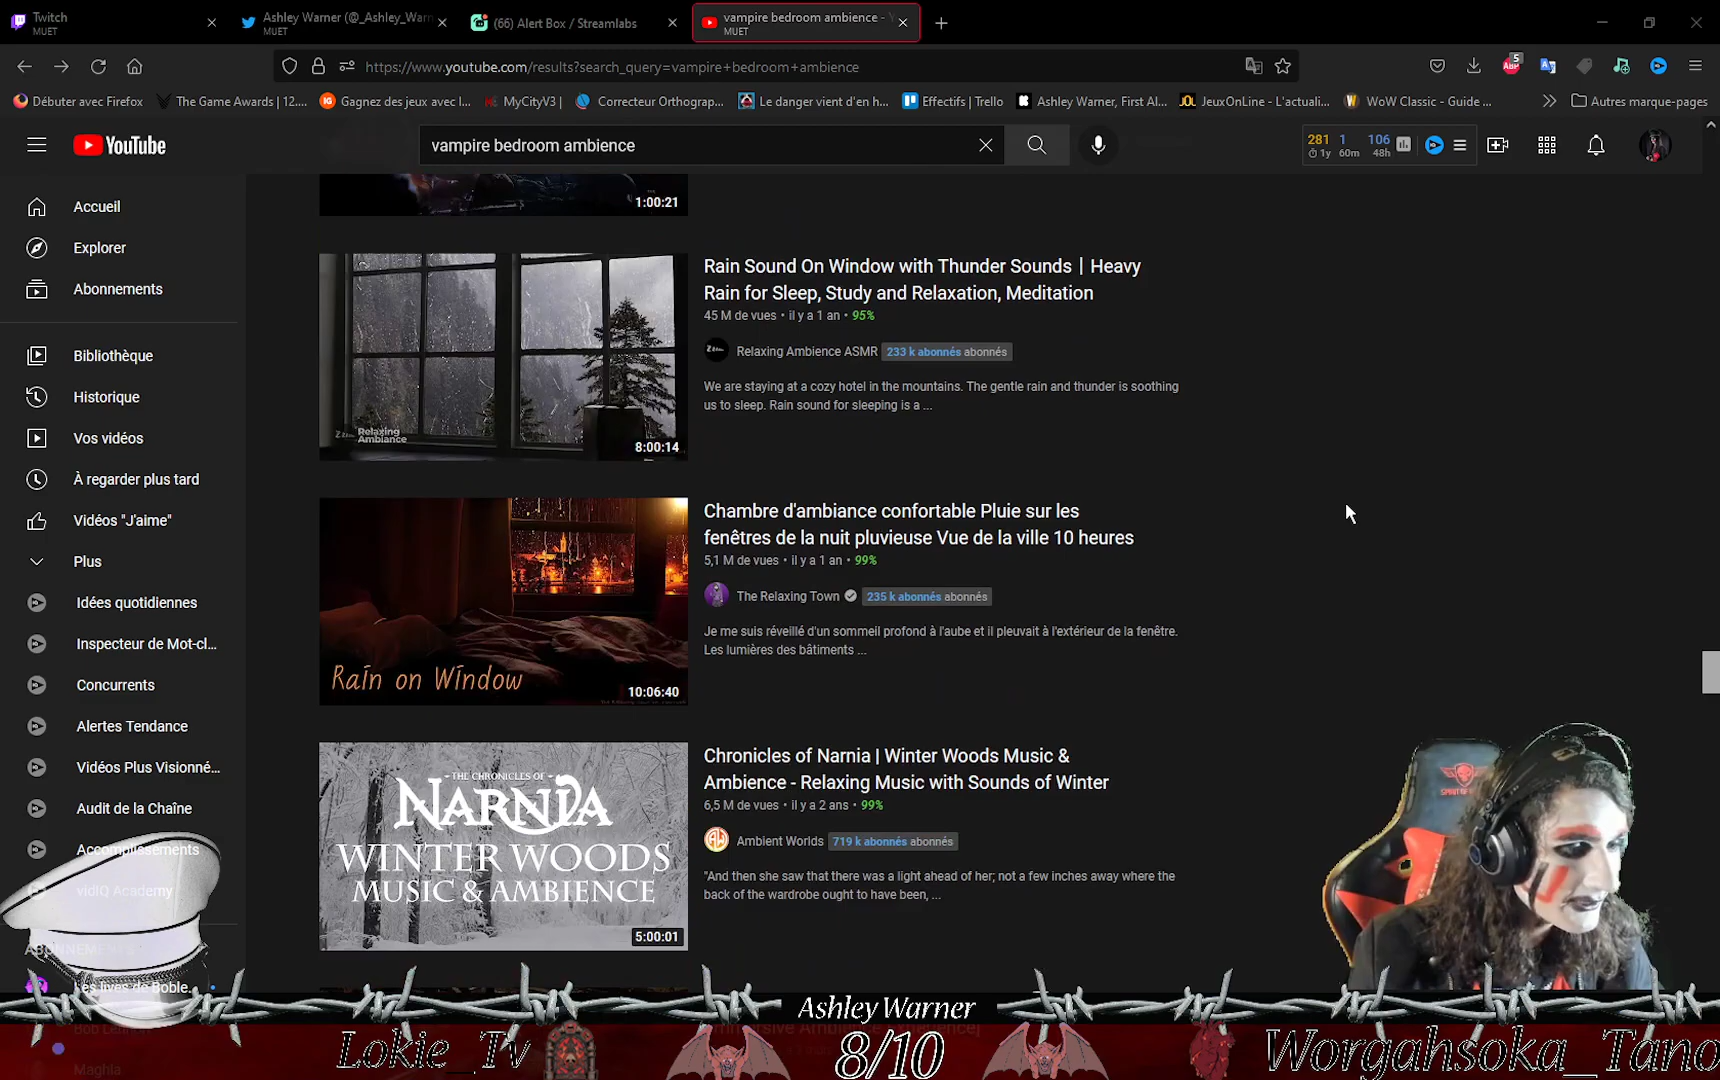 Twitch
MUET
Ashley Warner (@_Ashley_Warn
MUET
(66) Alert Box / Streamlabs
vampire bedroom ambience - Y
MUET
https://www.youtube.com/results?search_query=vampire+bedroom+ambience
5
Débuter avec Firefox
The Game Awards | 12....
Gagnez des jeux avec l...
MyCityV3 |
Correcteur Orthograp...
Le danger vient d'en h...
Effectifs | Trello
Ashley Warner, First Al...
JeuxOnLine - L'actuali...
WoW Classic - Guide ...
Autres marque-pages
YouTube
vampire bedroom ambience
281 1 106
1y 60m 48h
Accueil
Explorer
Abonnements
Bibliothèque
Historique
Vos vidéos
À regarder plus tard
Vidéos "J'aime"
Plus
Idées quotidiennes
Inspecteur de Mot-cl...
Concurrents
Alertes Tendance
Vidéos Plus Visionné...
Audit de la Chaîne
Accomplissements
vidIQ Academy
ABONNEMENTS
Les lives de Boble...
Maghla
1:00:21
Relaxing
Ambiance
8:00:14
Rain Sound On Window with Thunder Sounds | Heavy
Rain for Sleep, Study and Relaxation, Meditation
45 M de vues • il y a 1 an • 95%
Relaxing Ambience ASMR 233 k abonnés abonnés
We are staying at a cozy hotel in the mountains. The gentle rain and thunder is soothing
us to sleep. Rain sound for sleeping is a ...
Rain on Window
10:06:40
Chambre d'ambiance confortable Pluie sur les
fenêtres de la nuit pluvieuse Vue de la ville 10 heures
5,1 M de vues • il y a 1 an • 99%
The Relaxing Town 235 k abonnés abonnés
Je me suis réveillé d'un sommeil profond à l'aube et il pleuvait à l'extérieur de la fenêtre.
Les lumières des bâtiments ...
THE CHRONICLES OF
NARNIA
WINTER WOODS
MUSIC & AMBIENCE
5:00:01
Chronicles of Narnia | Winter Woods Music &
Ambience - Relaxing Music with Sounds of Winter
6,5 M de vues • il y a 2 ans • 99%
Ambient Worlds 719 k abonnés abonnés
"And then she saw that there was a light ahead of her; not a few inches away where the
back of the wardrobe ought to have been, ...
Ashley Warner
Lokie_Tv
8/10
Worgahsoka_Tano